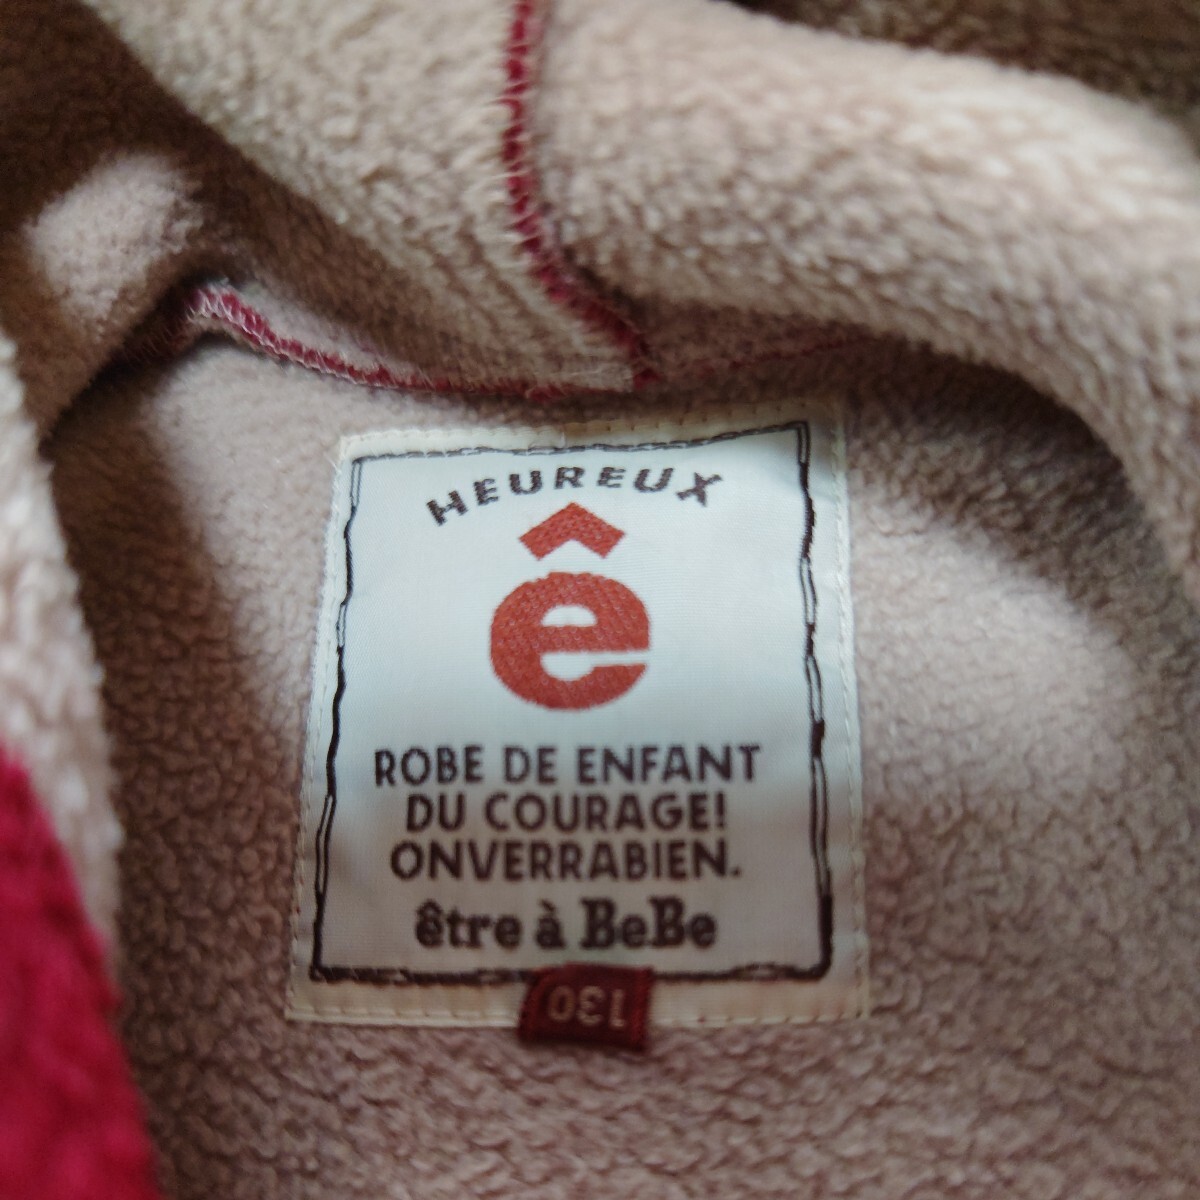 HEUREUX
ê
ROBE DE ENFANT
DU COURAGE!
ONVERRABIEN.
être à BeBe
130